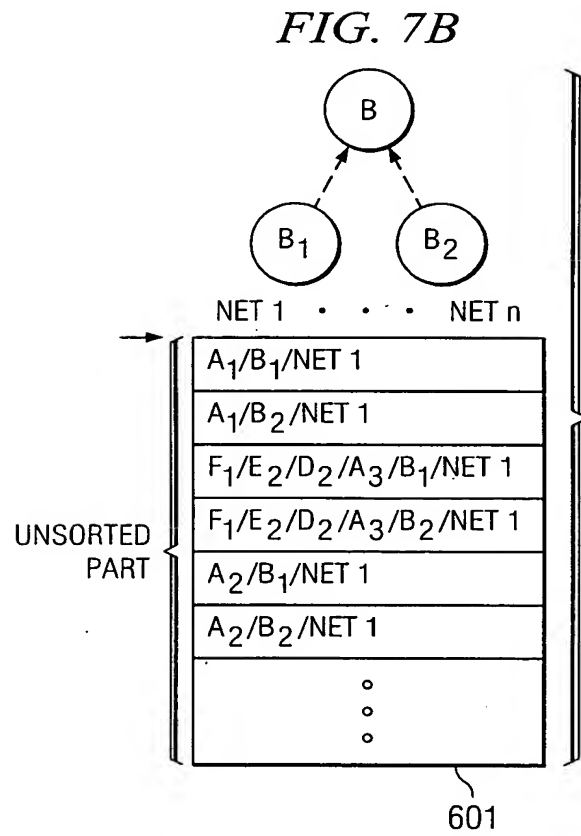 FIG. 7B
B
B₁ B₂
NET 1 · · · NET n
A₁/B₁/NET 1
A₁/B₂/NET 1
F₁/E₂/D₂/A₃/B₁/NET 1
F₁/E₂/D₂/A₃/B₂/NET 1
UNSORTED
PART
A₂/B₁/NET 1
A₂/B₂/NET 1
601